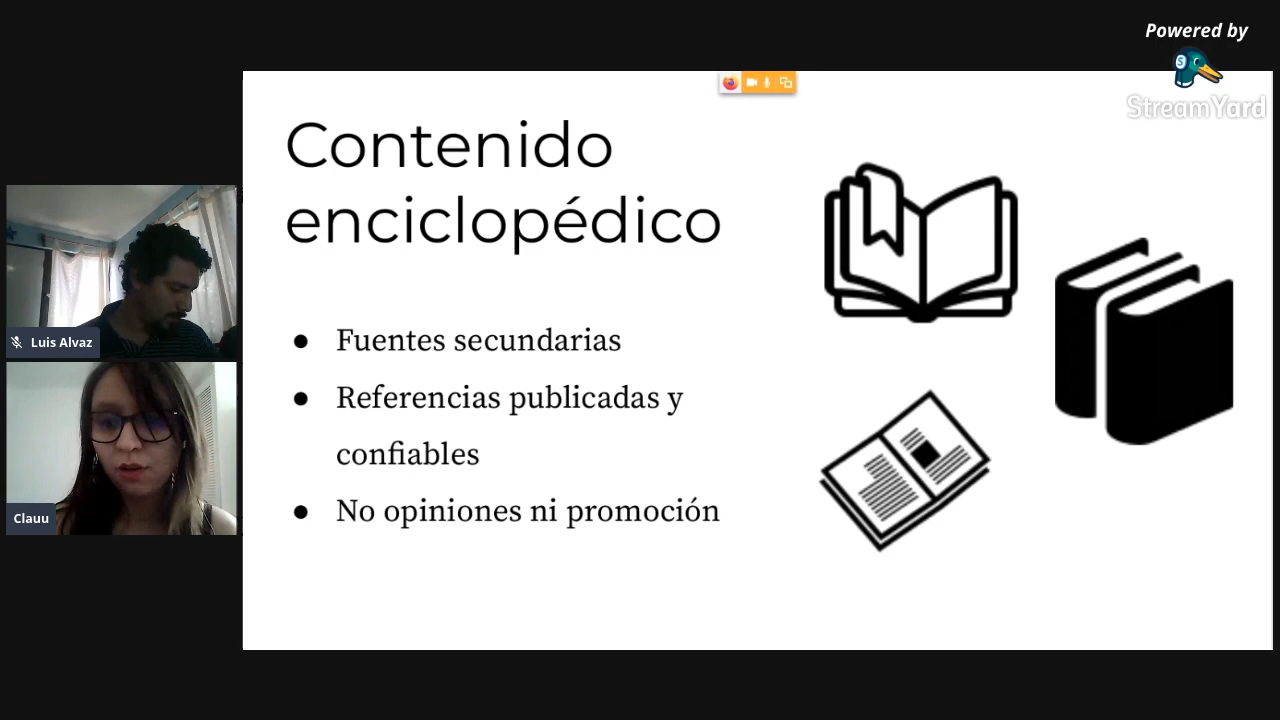 Powered by
StreamYard
Contenido
enciclopédico
● Fuentes secundarias
● Referencias publicadas y
confiables
● No opiniones ni promoción
Luis Alvaz
Clauu